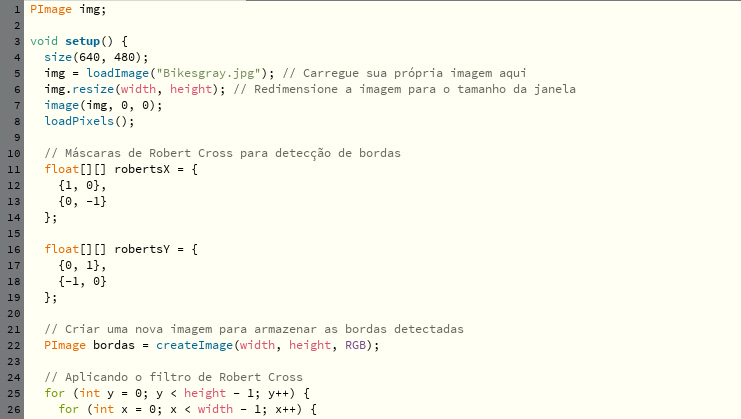 1 PImage img;
2
3 void setup() {
4 size(640, 480);
5 img = loadImage("Bikesgray.jpg"); // Carregue sua própria imagem aqui
6 img.resize(width, height); // Redimensione a imagem para o tamanho da janela
7 image(img, 0, 0);
8 loadPixels();
9
10 // Máscaras de Robert Cross para detecção de bordas
11 float[][] robertsX = {
12 {1, 0},
13 {0, -1}
14 };
15
16 float[][] robertsY = {
17 {0, 1},
18 {-1, 0}
19 };
20
21 // Criar uma nova imagem para armazenar as bordas detectadas
22 PImage bordas = createImage(width, height, RGB);
23
24 // Aplicando o filtro de Robert Cross
25 for (int y = 0; y < height - 1; y++) {
26 for (int x = 0; x < width - 1; x++) {